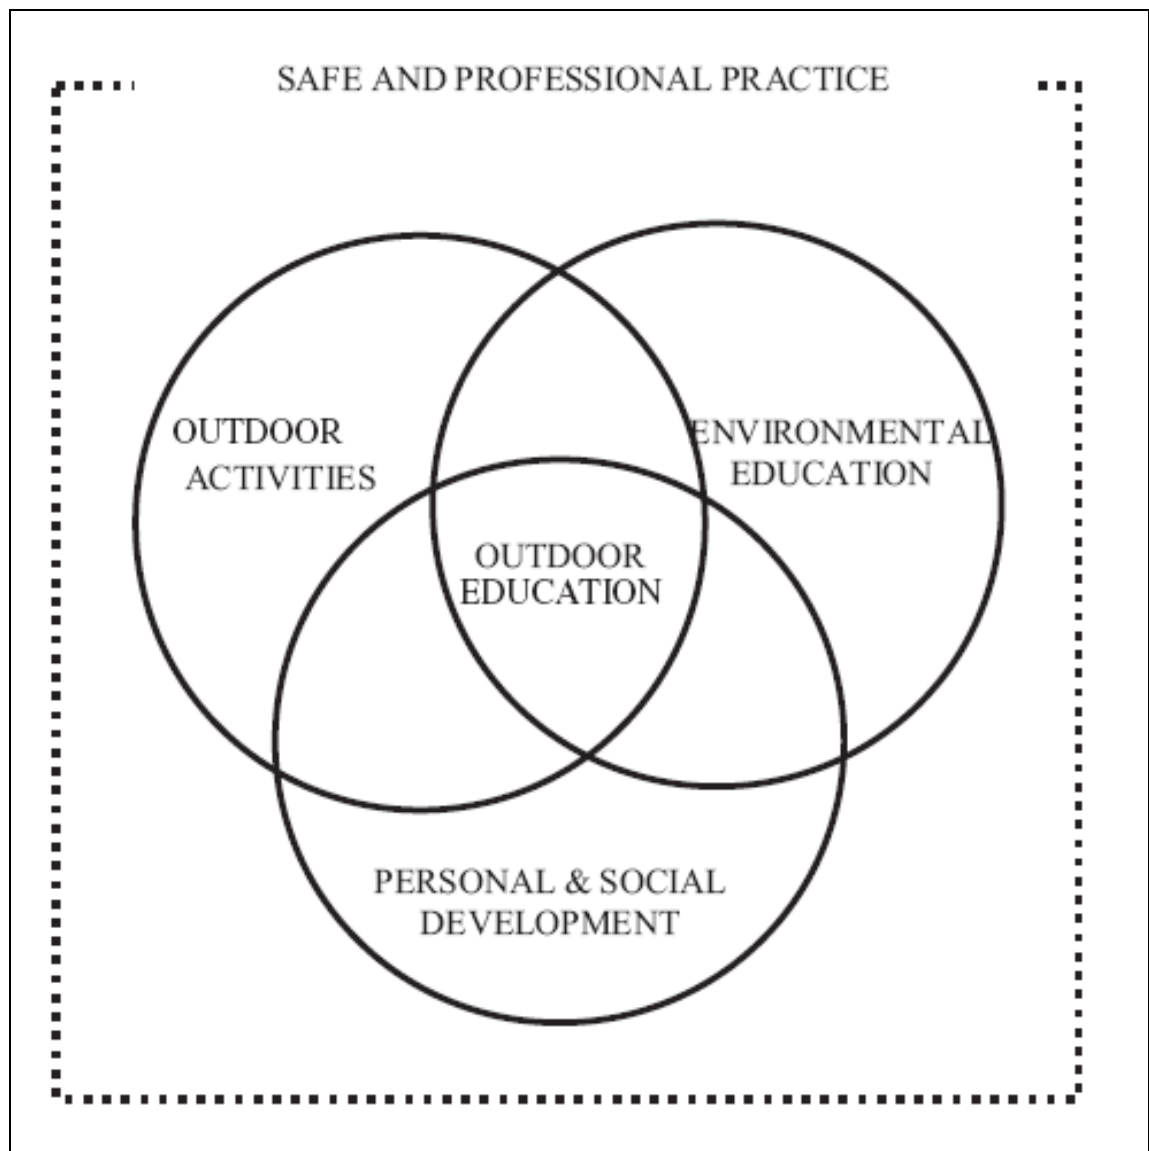 SAFE AND PROFESSIONAL PRACTICE
OUTDOOR
ACTIVITIES
ENVIRONMENTAL
EDUCATION
OUTDOOR
EDUCATION
PERSONAL & SOCIAL
DEVELOPMENT